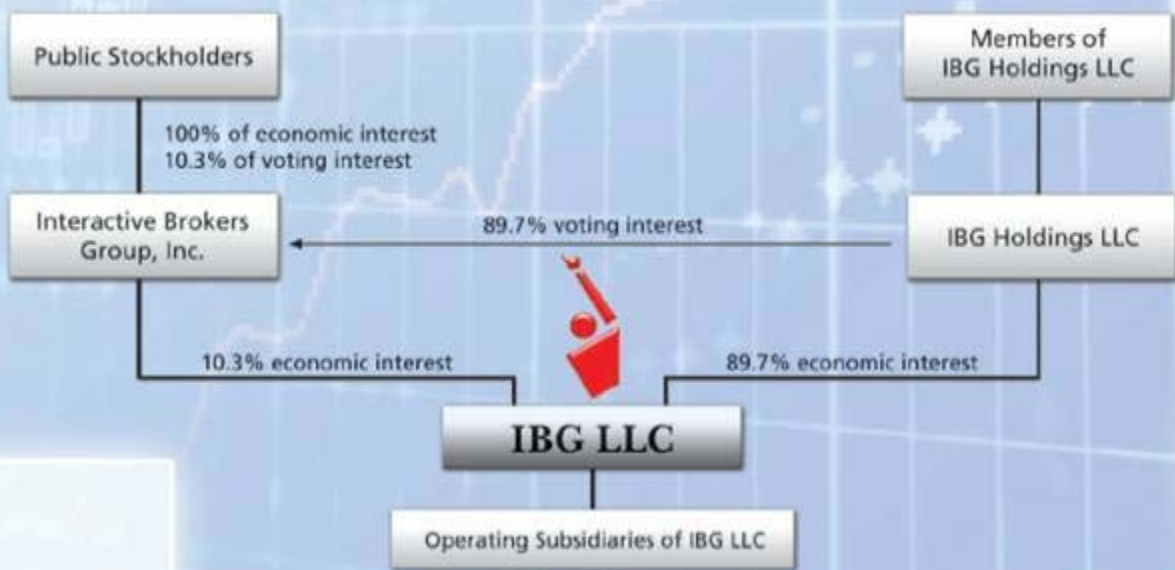 Public Stockholders
Members of
IBG Holdings LLC
100% of economic interest
10.3% of voting interest
Interactive Brokers
Group, Inc.
89.7% voting interest
IBG Holdings LLC
10.3% economic interest
89.7% economic interest
IBG LLC
Operating Subsidiaries of IBG LLC